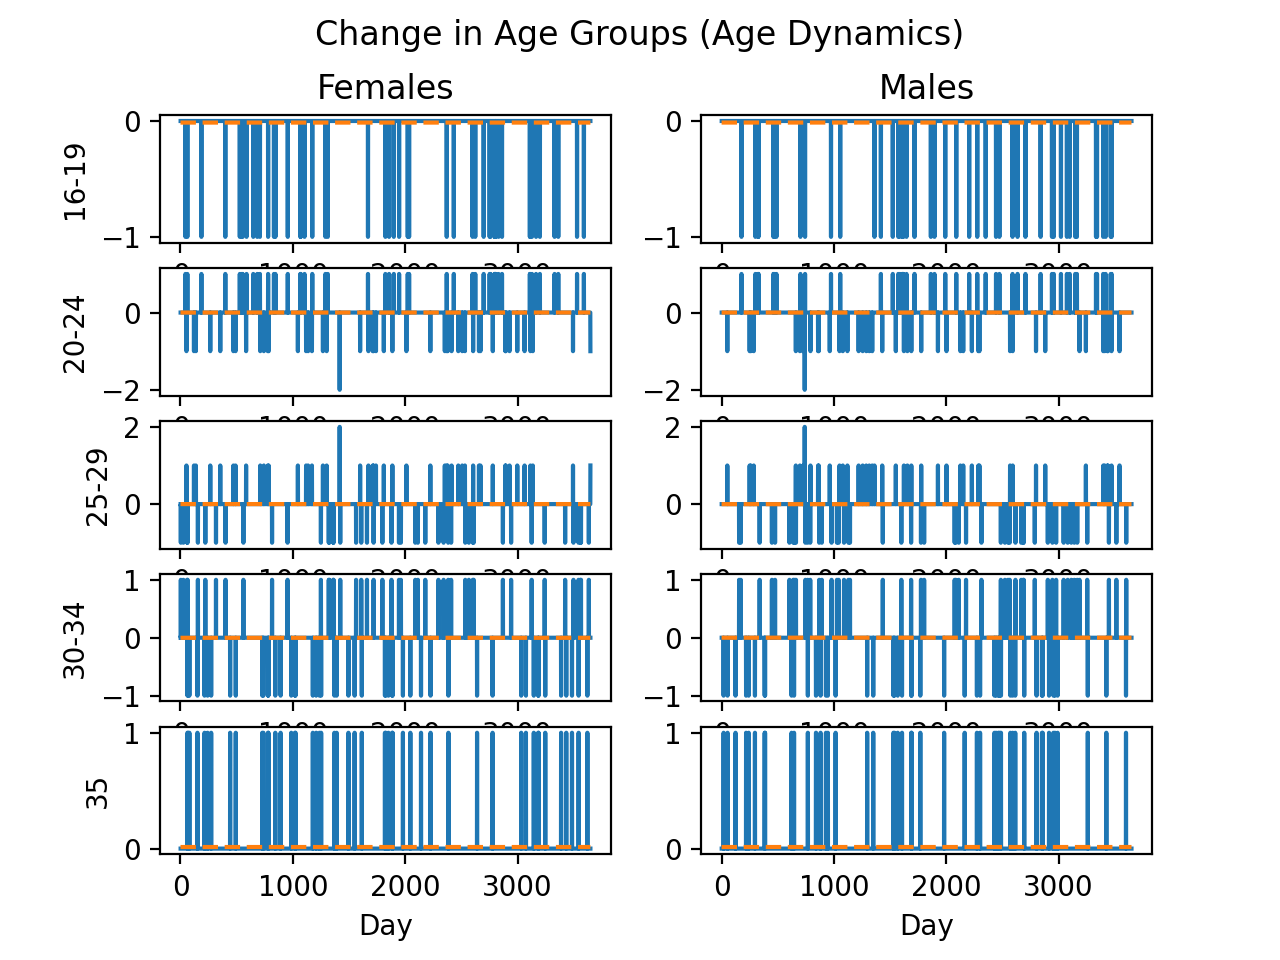 Change in Age Groups (Age Dynamics)
Females Males
16-19 0 −1 0 −1
20-24 0 −2 0 −2
25-29 2 0 2 0
30-34 1 0 −1 1 0 −1
35 1 0 1 0
0 1000 2000 3000 0 1000 2000 3000
Day Day